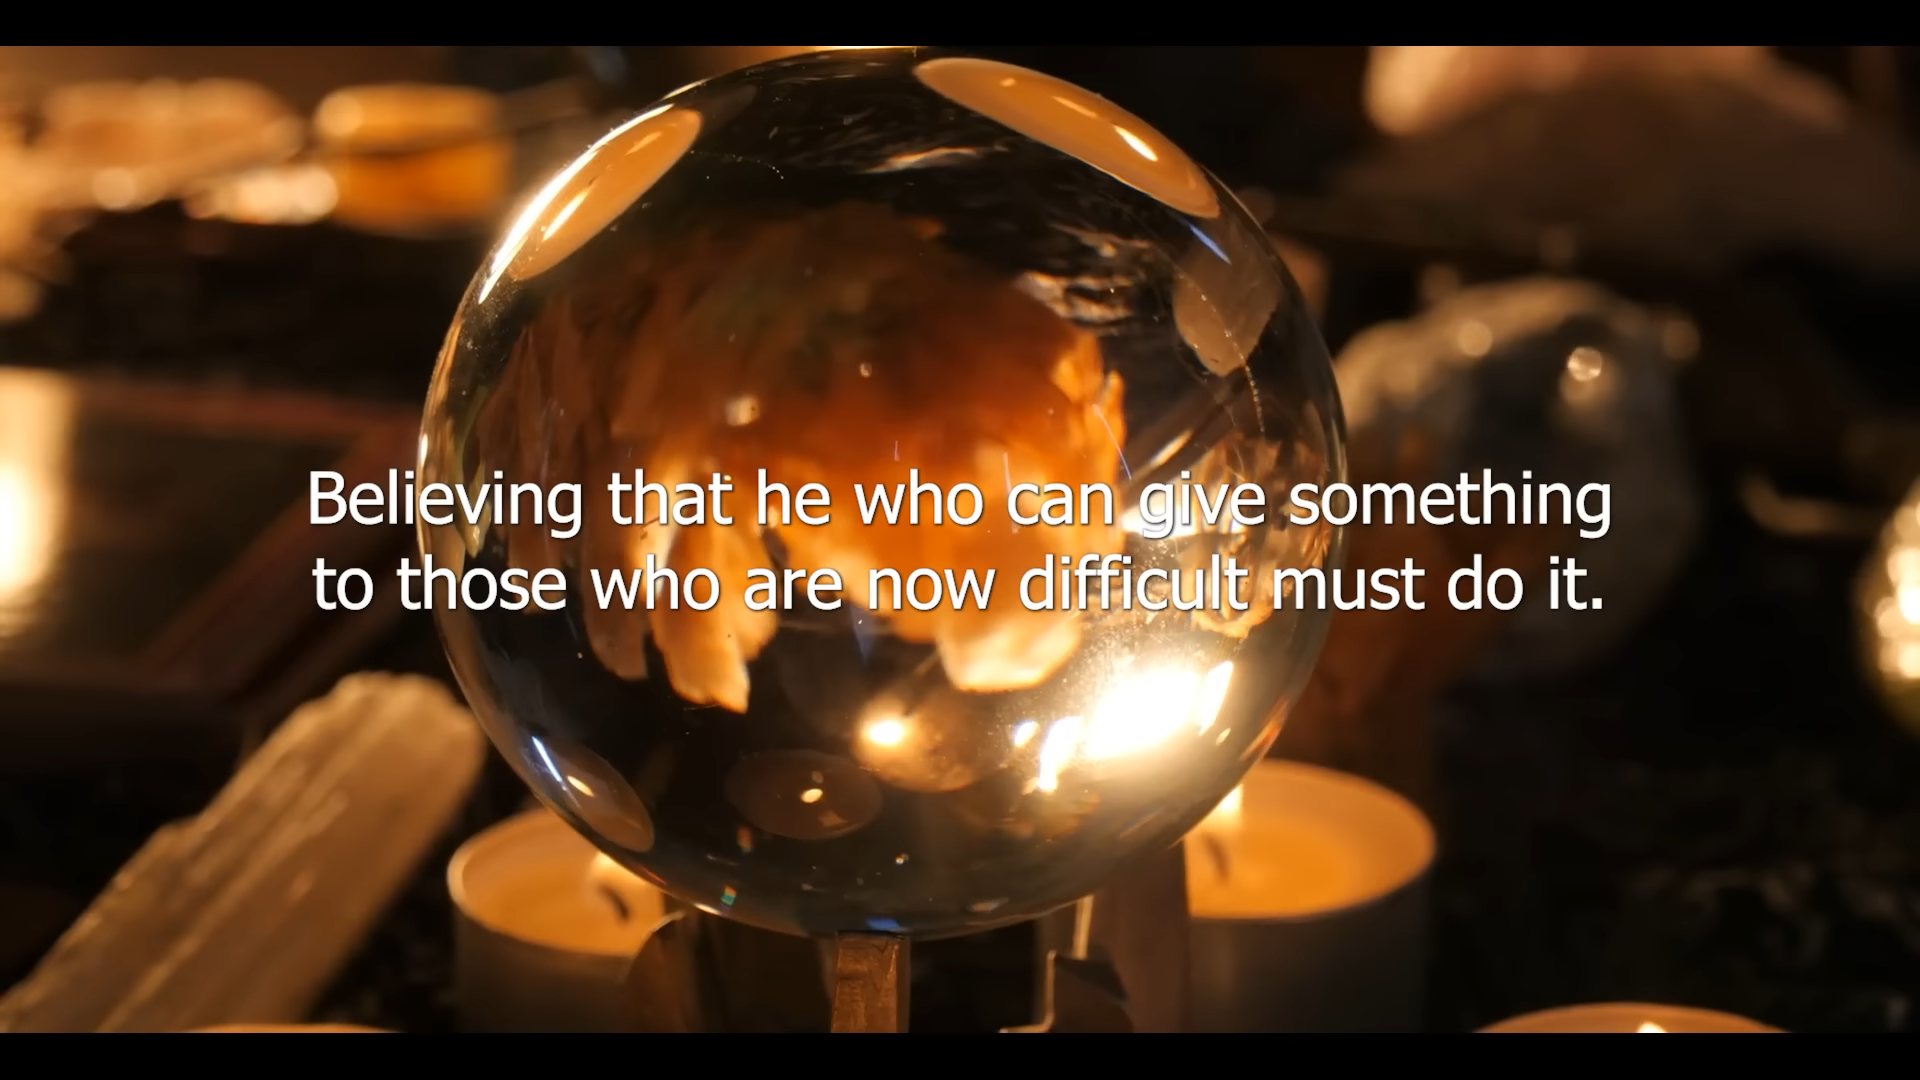 Believing that he who can give something
to those who are now difficult must do it.